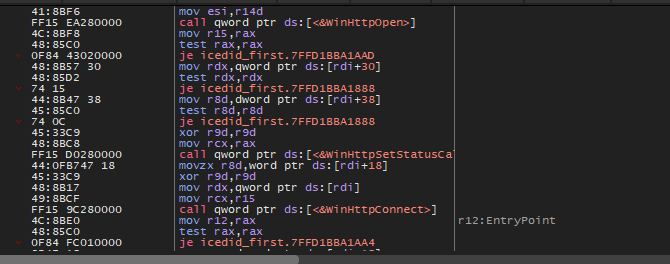 41:8BF6 mov esi,r14d
FF15 EA280000 call qword ptr ds:[<&WinHttpOpen>]
4C:8BF8 mov r15,rax
48:85C0 test rax,rax
0F84 43020000 je icedid_first.7FFD1BBA1AAD
48:8B57 30 mov rdx,qword ptr ds:[rdi+30]
48:85D2 test rdx,rdx
74 15 je icedid_first.7FFD1BBA1888
44:8B47 38 mov r8d,dword ptr ds:[rdi+38]
45:85C0 test r8d,r8d
74 0C je icedid_first.7FFD1BBA1888
45:33C9 xor r9d,r9d
48:8BC8 mov rcx,rax
FF15 D0280000 call qword ptr ds:[<&WinHttpSetStatusCal
44:0FB747 18 movzx r8d,word ptr ds:[rdi+18]
45:33C9 xor r9d,r9d
48:8B17 mov rdx,qword ptr ds:[rdi]
49:8BCF mov rcx,r15
FF15 9C280000 call qword ptr ds:[<&WinHttpConnect>]
4C:8BE0 mov r12,rax r12:EntryPoint
48:85C0 test rax,rax
0F84 FC010000 je icedid_first.7FFD1BBA1AA4